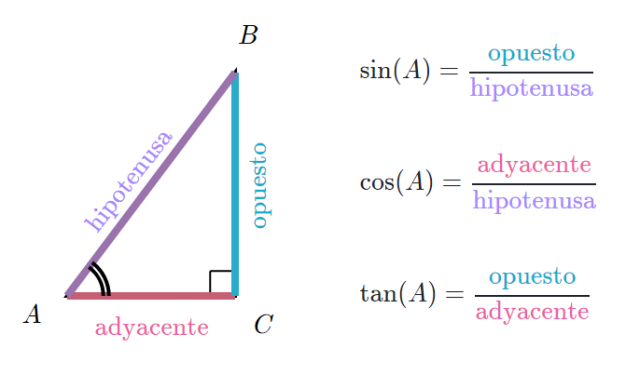 B
hipotenusa
opuesto
A
adyacente
C
sin(A) = opuesto / hipotenusa
cos(A) = adyacente / hipotenusa
tan(A) = opuesto / adyacente